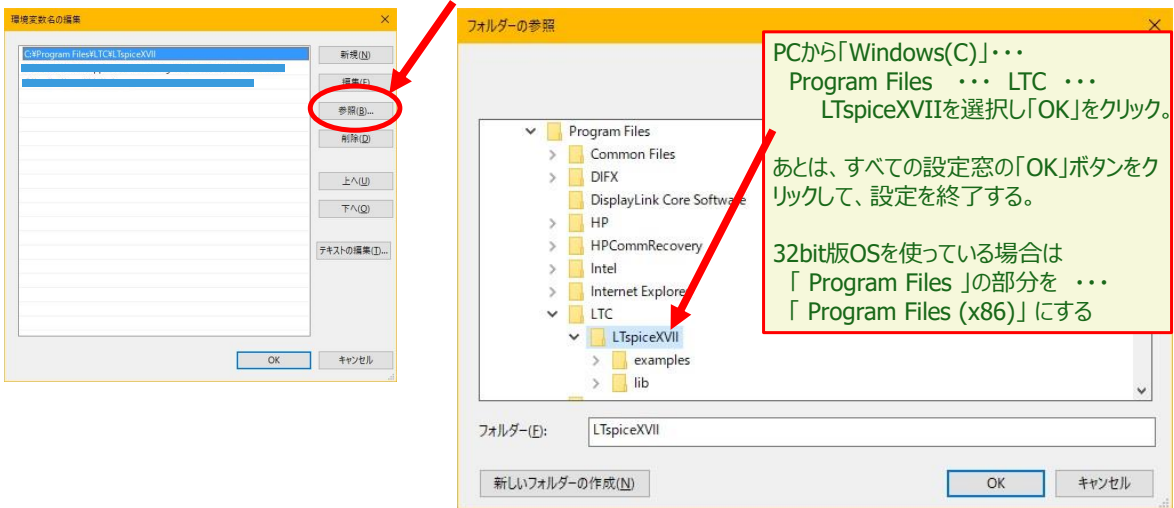 環境変数名の編集
C:¥Program Files¥LTC¥LTspiceXVII
新規(N)
編集(E)
参照(B)...
削除(D)
上へ(U)
下へ(O)
テキストの編集(T)...
OK
キャンセル
フォルダーの参照
Program Files
Common Files
DIFX
DisplayLink Core Software
HP
HPCommRecovery
Intel
Internet Explorer
LTC
LTspiceXVII
examples
lib
フォルダー(F):
LTspiceXVII
新しいフォルダーの作成(N)
OK
キャンセル
PCから「Windows(C)」・・・
Program Files ・・・ LTC ・・・
LTspiceXVIIを選択し「OK」をクリック。
あとは、すべての設定窓の「OK」ボタンをク
リックして、設定を終了する。
32bit版OSを使っている場合は
「 Program Files 」の部分を ・・・
「 Program Files (x86)」 にする